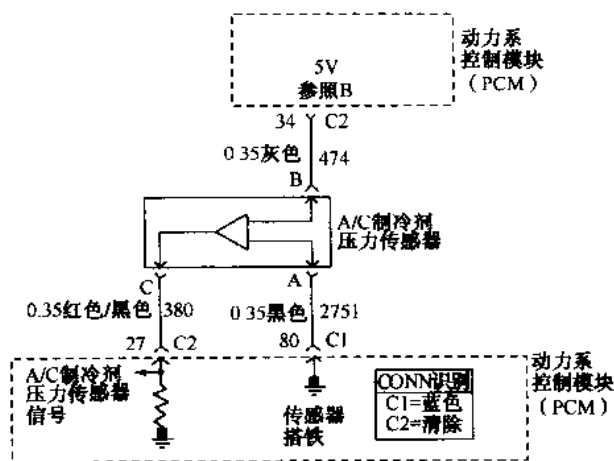 动力系
控制模块
（PCM）
5V
参照B
34 C2
0 35灰色 474
B
A/C制冷剂
压力传感器
C A
0.35红色/黑色 380 0 35黑色 2751
27 C2 80 C1
A/C制冷剂
压力传感器
信号
传感器
搭铁
CONN识别
C1=蓝色
C2=清除
动力系
控制模块
（PCM）